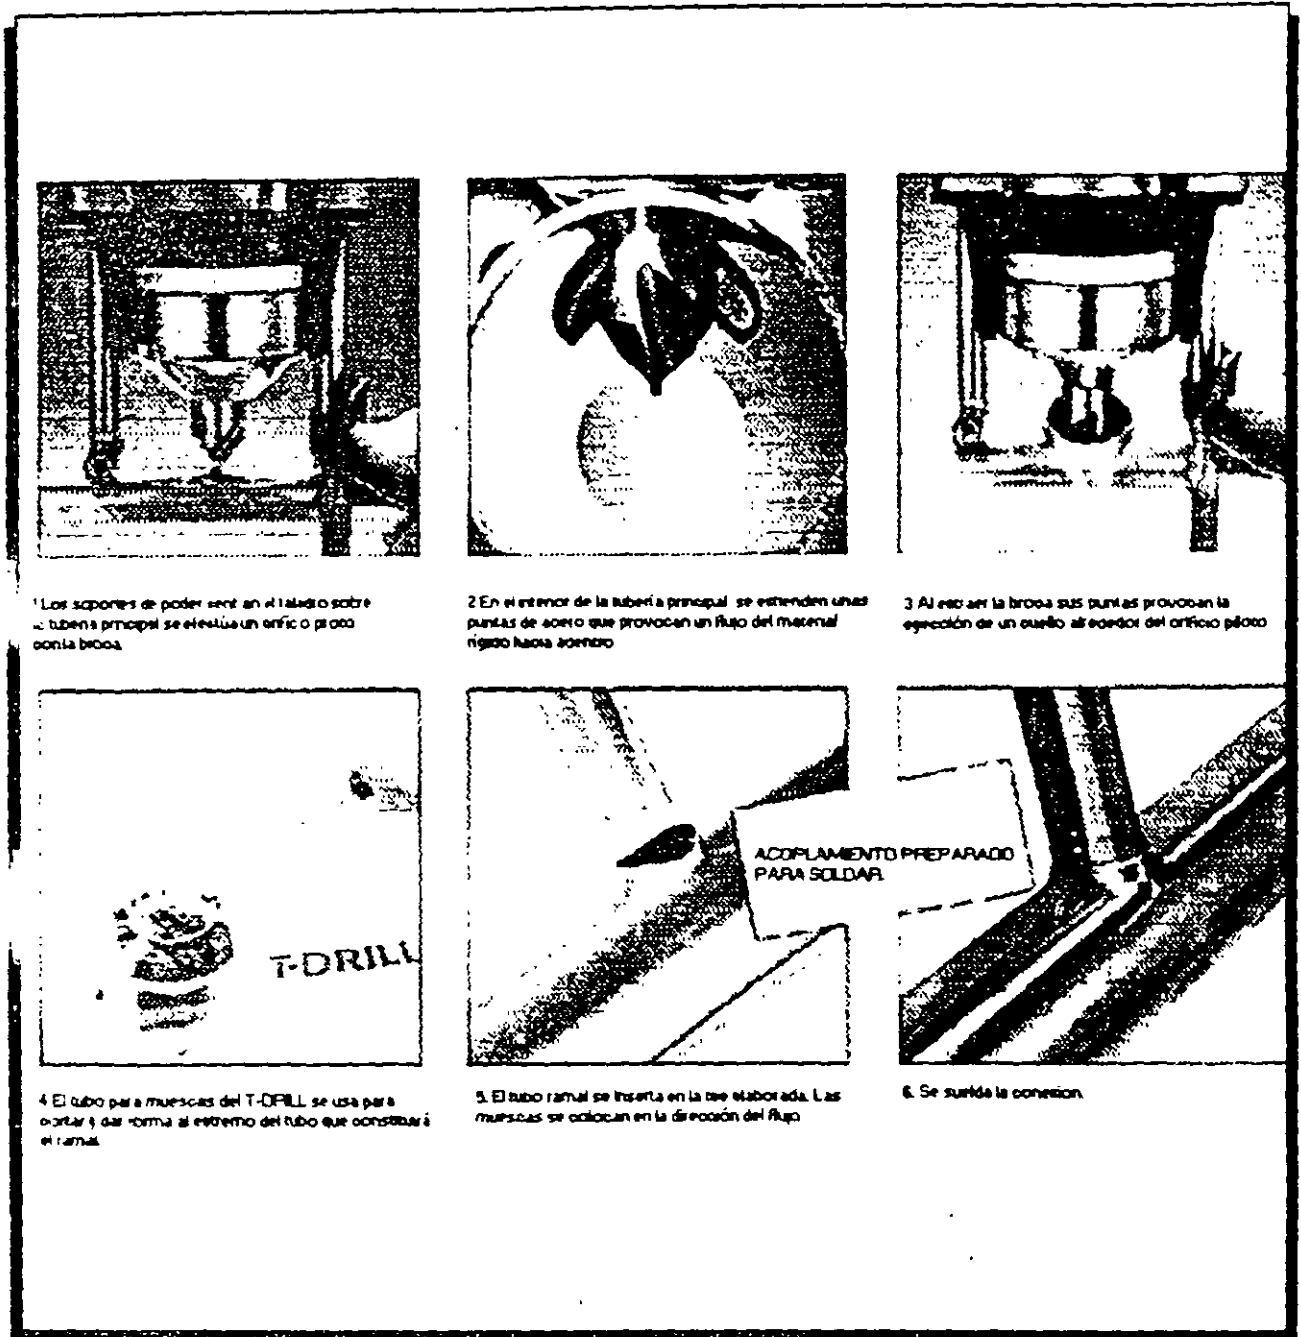 1 Los soportes de poder sent an el taladro sobre
la tuberia principal se efectúa un orificio piloto
con la broca.
2 En el interior de la tubería principal se extienden unas
puntas de acero que provocan un flujo del material
rígido hacia adentro
3 Al extraer la broca sus puntas provocan la
ejección de un cuello alrededor del orificio piloto
T-DRILL
ACOPLAMIENTO PREPARADO
PARA SOLDAR.
4 El tubo para muescas del T-DRILL se usa para
cortar y dar forma al extremo del tubo que constituirá
el ramal.
5. El tubo ramal se inserta en la tee elaborada. Las
muescas se colocan en la dirección del flujo
6. Se suelda la conexion.